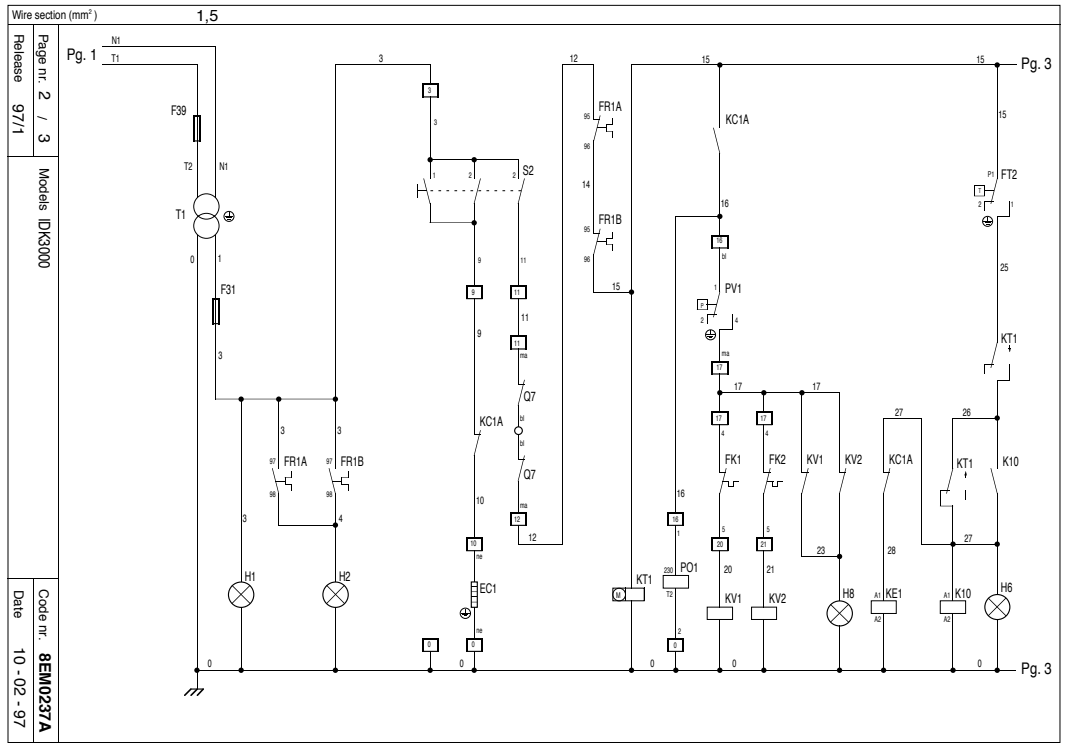 Wire section (mm²) 1,5
Release 97/1
Page nr. 2 / 3
Models IDK3000
Code nr. 8EM0237A
Date 10 - 02 - 97
Pg. 1
N1
T1
F39
T2
N1
T1
0
1
F31
3
3
3
3
97
FR1A
98
97
FR1B
98
3
4
H1
H2
0
3
3
3
1
2
2
S2
9
11
9
11
9
11
11
ma
Q7
bl
bl
Q7
ma
12
12
KC1A
10
10
ne
EC1
ne
0
0
0
12
95
FR1A
96
14
95
FR1B
96
15
KT1
M
0
15
KC1A
16
16
bl
1
PV1
P
2
4
ma
17
17
17
17
17
4
4
FK1
FK2
KV1
KV2
5
5
20
21
20
21
23
KV1
KV2
H8
16
16
1
230
PO1
T2
2
0
0
15
Pg. 3
15
P1
FT2
T
2
1
25
KT1
27
26
KC1A
KT1
K10
28
27
A1
KE1
A2
A1
K10
A2
H6
0
Pg. 3